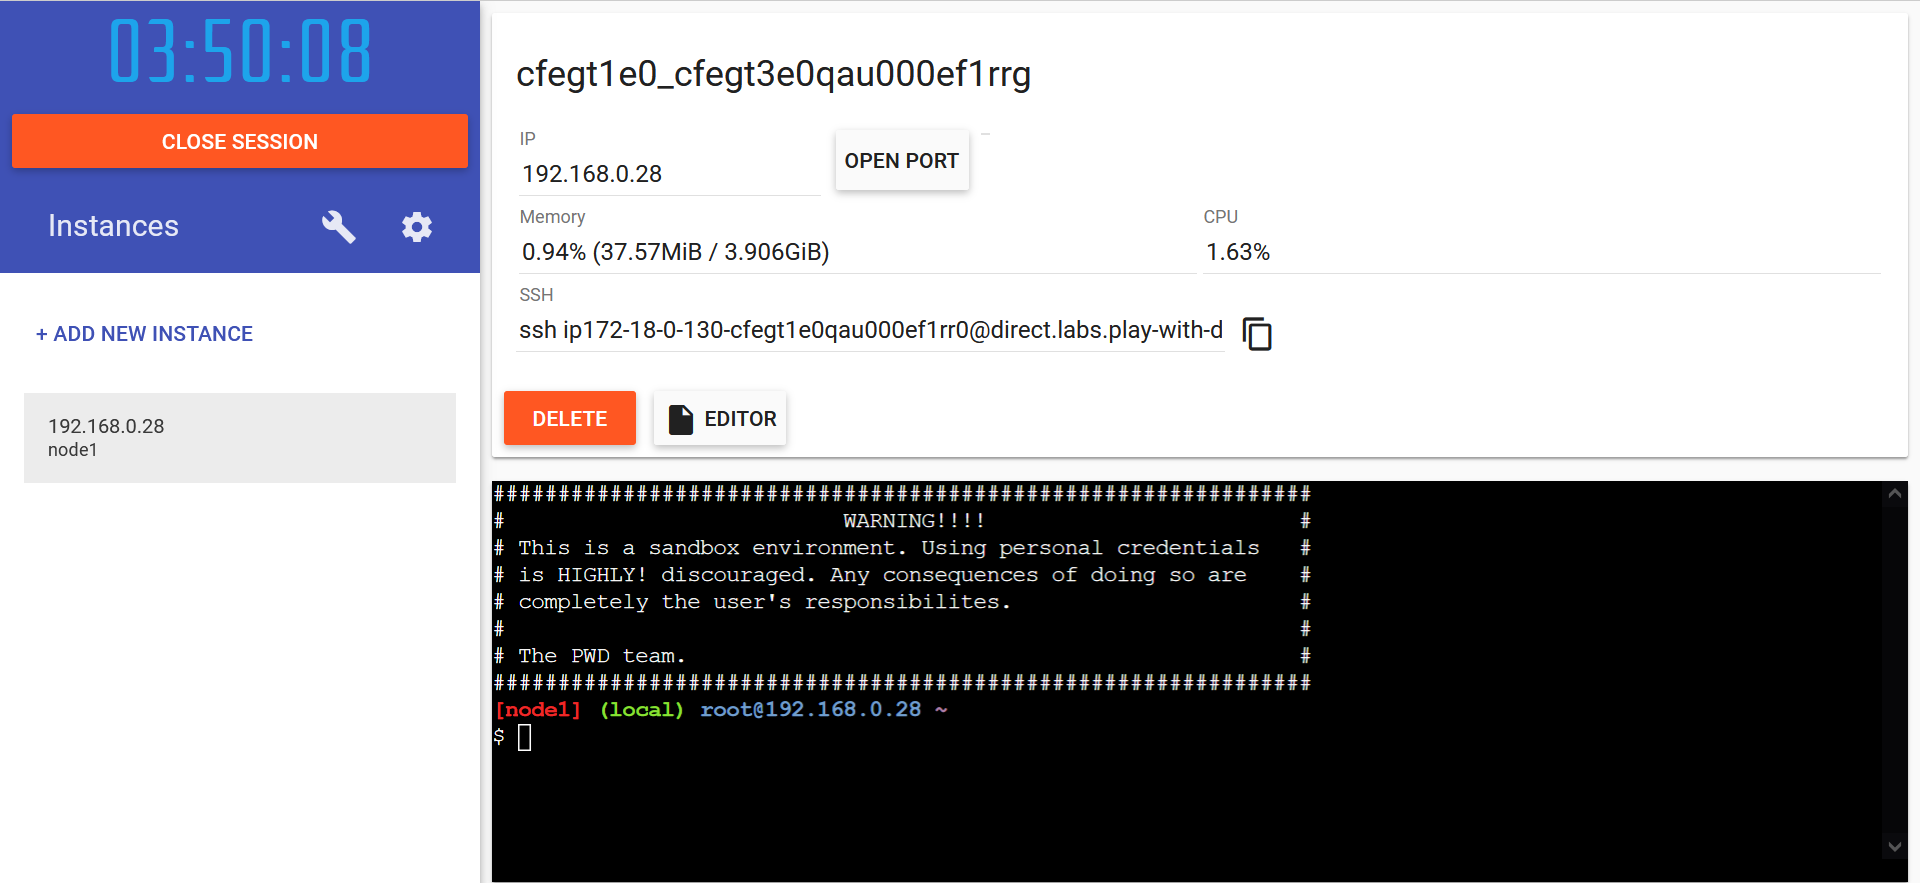 03:50:08
CLOSE SESSION
Instances
+ ADD NEW INSTANCE
192.168.0.28
node1
cfegt1e0_cfegt3e0qau000ef1rrg
IP
192.168.0.28
OPEN PORT
Memory
0.94% (37.57MiB / 3.906GiB)
CPU
1.63%
SSH
ssh ip172-18-0-130-cfegt1e0qau000ef1rr0@direct.labs.play-with-d
DELETE
EDITOR
###############################################################
# WARNING!!!! #
# This is a sandbox environment. Using personal credentials #
# is HIGHLY! discouraged. Any consequences of doing so are #
# completely the user's responsibilites. #
# #
# The PWD team. #
###############################################################
[node1] (local) root@192.168.0.28 ~
$